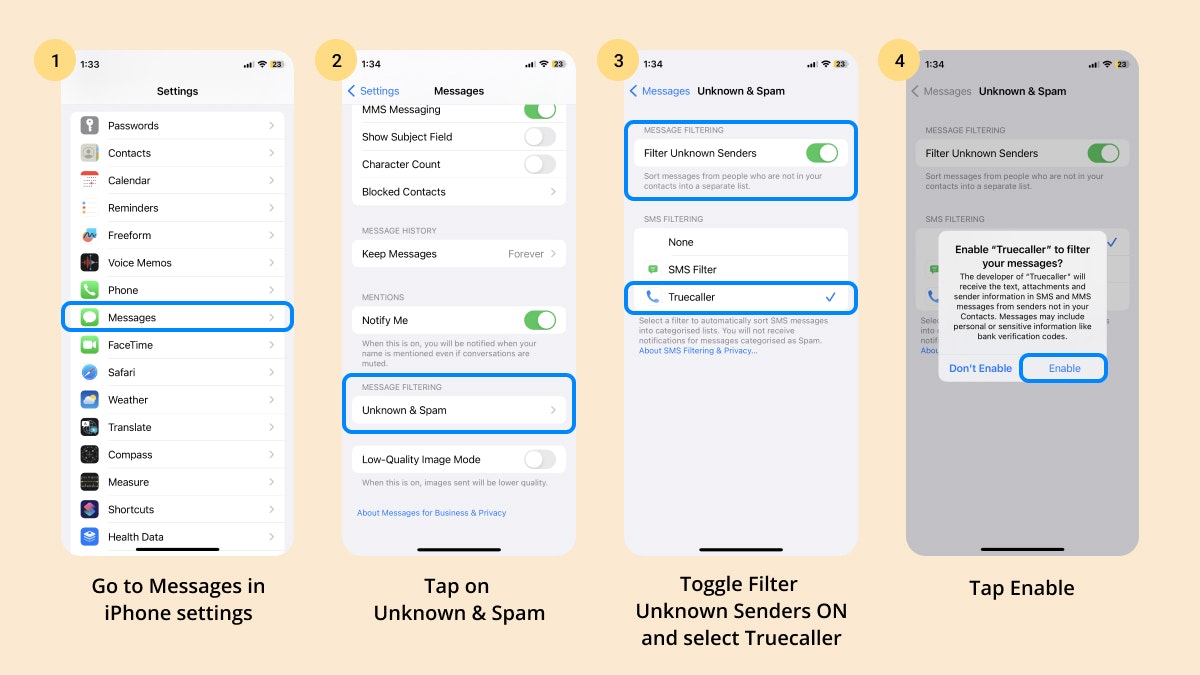 1
1:33
23
Settings
Passwords
Contacts
Calendar
Reminders
Freeform
Voice Memos
Phone
Messages
FaceTime
Safari
Weather
Translate
Compass
Measure
Shortcuts
Health Data
Go to Messages in
iPhone settings
2
1:34
23
Settings
Messages
MMS Messaging
Show Subject Field
Character Count
Blocked Contacts
MESSAGE HISTORY
Keep Messages Forever
MENTIONS
Notify Me
When this is on, you will be notified when your
name is mentioned even if conversations are
muted.
MESSAGE FILTERING
Unknown & Spam
Low-Quality Image Mode
When this is on, images sent will be lower quality.
About Messages for Business & Privacy
Tap on
Unknown & Spam
3
1:34
23
Messages
Unknown & Spam
MESSAGE FILTERING
Filter Unknown Senders
Sort messages from people who are not in your
contacts into a separate list.
SMS FILTERING
None
SMS Filter
Truecaller
Select a filter to automatically sort SMS messages
into categorised lists. You will not receive
notifications for messages categorised as Spam.
About SMS Filtering & Privacy...
Toggle Filter
Unknown Senders ON
and select Truecaller
4
1:34
23
Messages
Unknown & Spam
MESSAGE FILTERING
Filter Unknown Senders
Sort messages from people who are not in your
contacts into a separate list.
SMS FILTERING
Enable “Truecaller” to filter
your messages?
The developer of “Truecaller” will
receive the text, attachments and
sender information in SMS and MMS
messages from senders not in your
Contacts. Messages may include
personal or sensitive information like
bank verification codes.
Don't Enable
Enable
Tap Enable